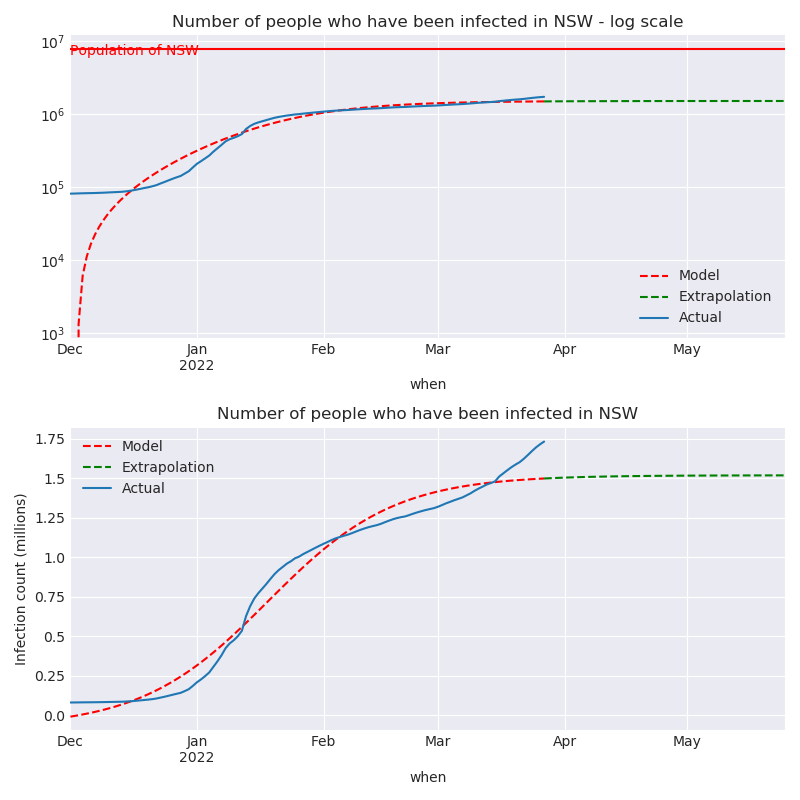 Number of people who have been infected in NSW - log scale
10^7
Population of NSW
10^6
10^5
10^4
10^3
Model
Extrapolation
Actual
Dec
Jan
2022
Feb
Mar
Apr
May
when
Number of people who have been infected in NSW
Infection count (millions)
1.75
1.5
1.25
1.0
0.75
0.5
0.25
0.0
Model
Extrapolation
Actual
Dec
Jan
2022
Feb
Mar
Apr
May
when